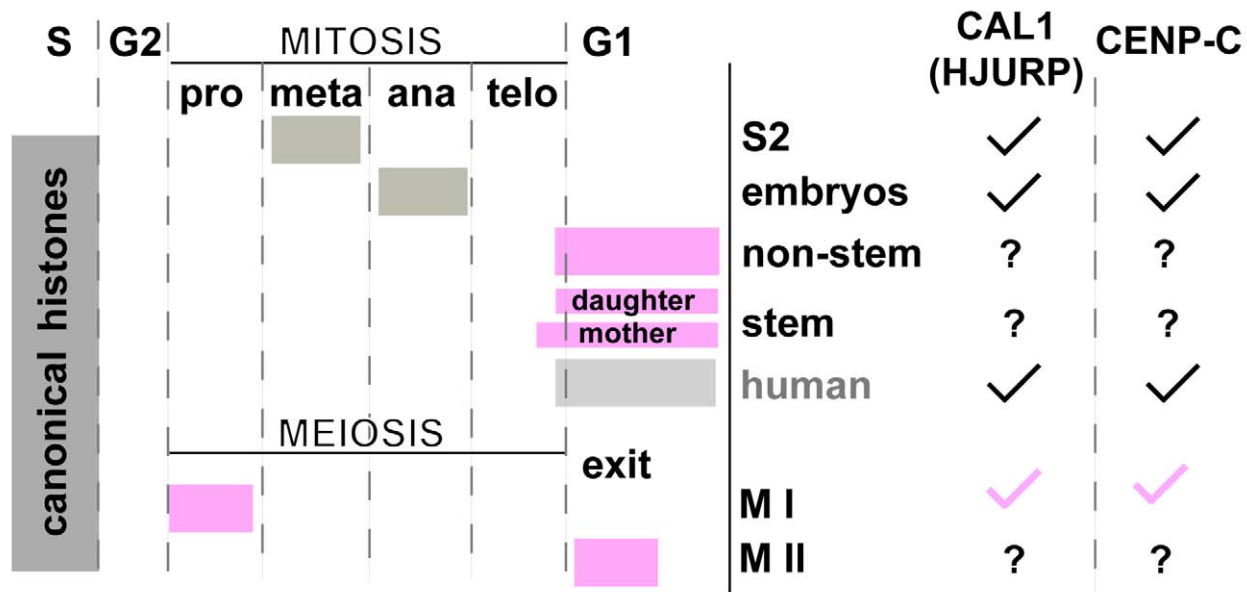 S G2 MITOSIS G1 CAL1 (HJURP) CENP-C
pro meta ana telo
canonical histones
S2
embryos
non-stem ? ?
daughter
mother
stem ? ?
human
MEIOSIS
exit
M I
M II ? ?